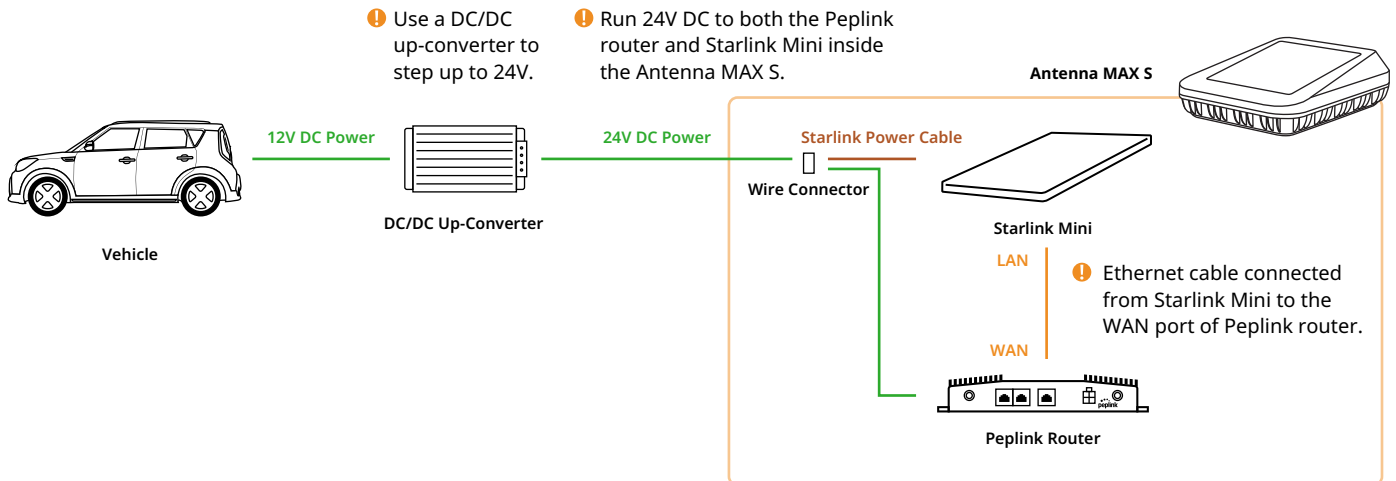 Use a DC/DC
up-converter to
step up to 24V.
Run 24V DC to both the Peplink
router and Starlink Mini inside
the Antenna MAX S.
Antenna MAX S
12V DC Power
24V DC Power
Starlink Power Cable
Wire Connector
DC/DC Up-Converter
Vehicle
Starlink Mini
LAN
Ethernet cable connected
from Starlink Mini to the
WAN port of Peplink router.
WAN
peplink
Peplink Router